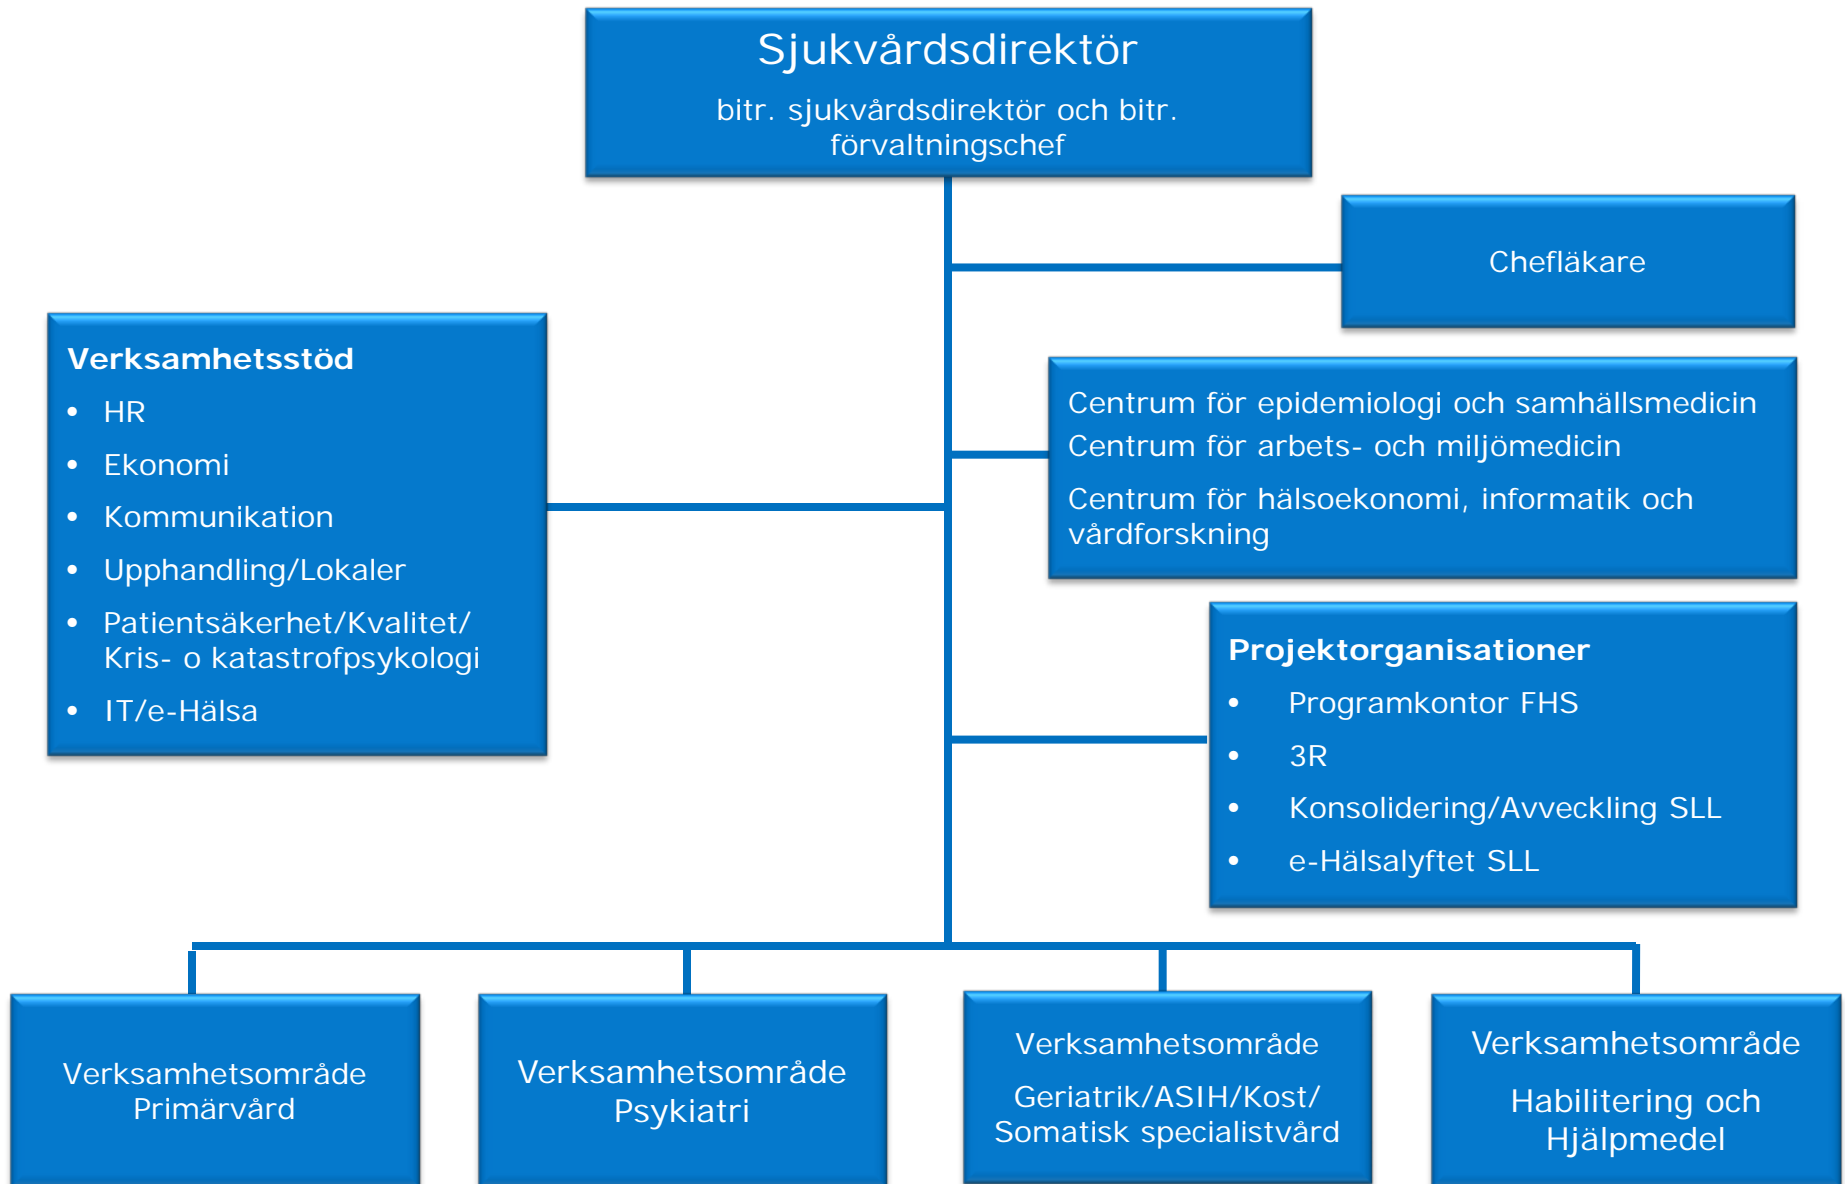 Sjukvårdsdirektör
bitr. sjukvårdsdirektör och bitr.
förvaltningschef
Chefläkare
Verksamhetsstöd
• HR
• Ekonomi
• Kommunikation
• Upphandling/Lokaler
• Patientsäkerhet/Kvalitet/
Kris- o katastrofpsykologi
• IT/e-Hälsa
Centrum för epidemiologi och samhällsmedicin
Centrum för arbets- och miljömedicin
Centrum för hälsoekonomi, informatik och
vårdforskning
Projektorganisationer
• Programkontor FHS
• 3R
• Konsolidering/Avveckling SLL
• e-Hälsalyftet SLL
Verksamhetsområde
Primärvård
Verksamhetsområde
Psykiatri
Verksamhetsområde
Geriatrik/ASIH/Kost/
Somatisk specialistvård
Verksamhetsområde
Habilitering och
Hjälpmedel